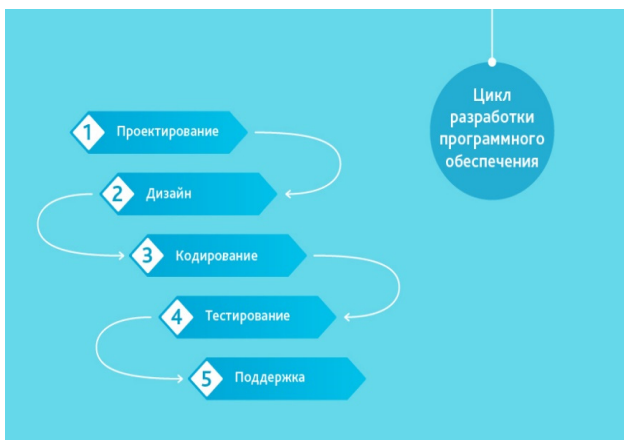 Цикл
разработки
программного
обеспечения
1 Проектирование
2 Дизайн
3 Кодирование
4 Тестирование
5 Поддержка